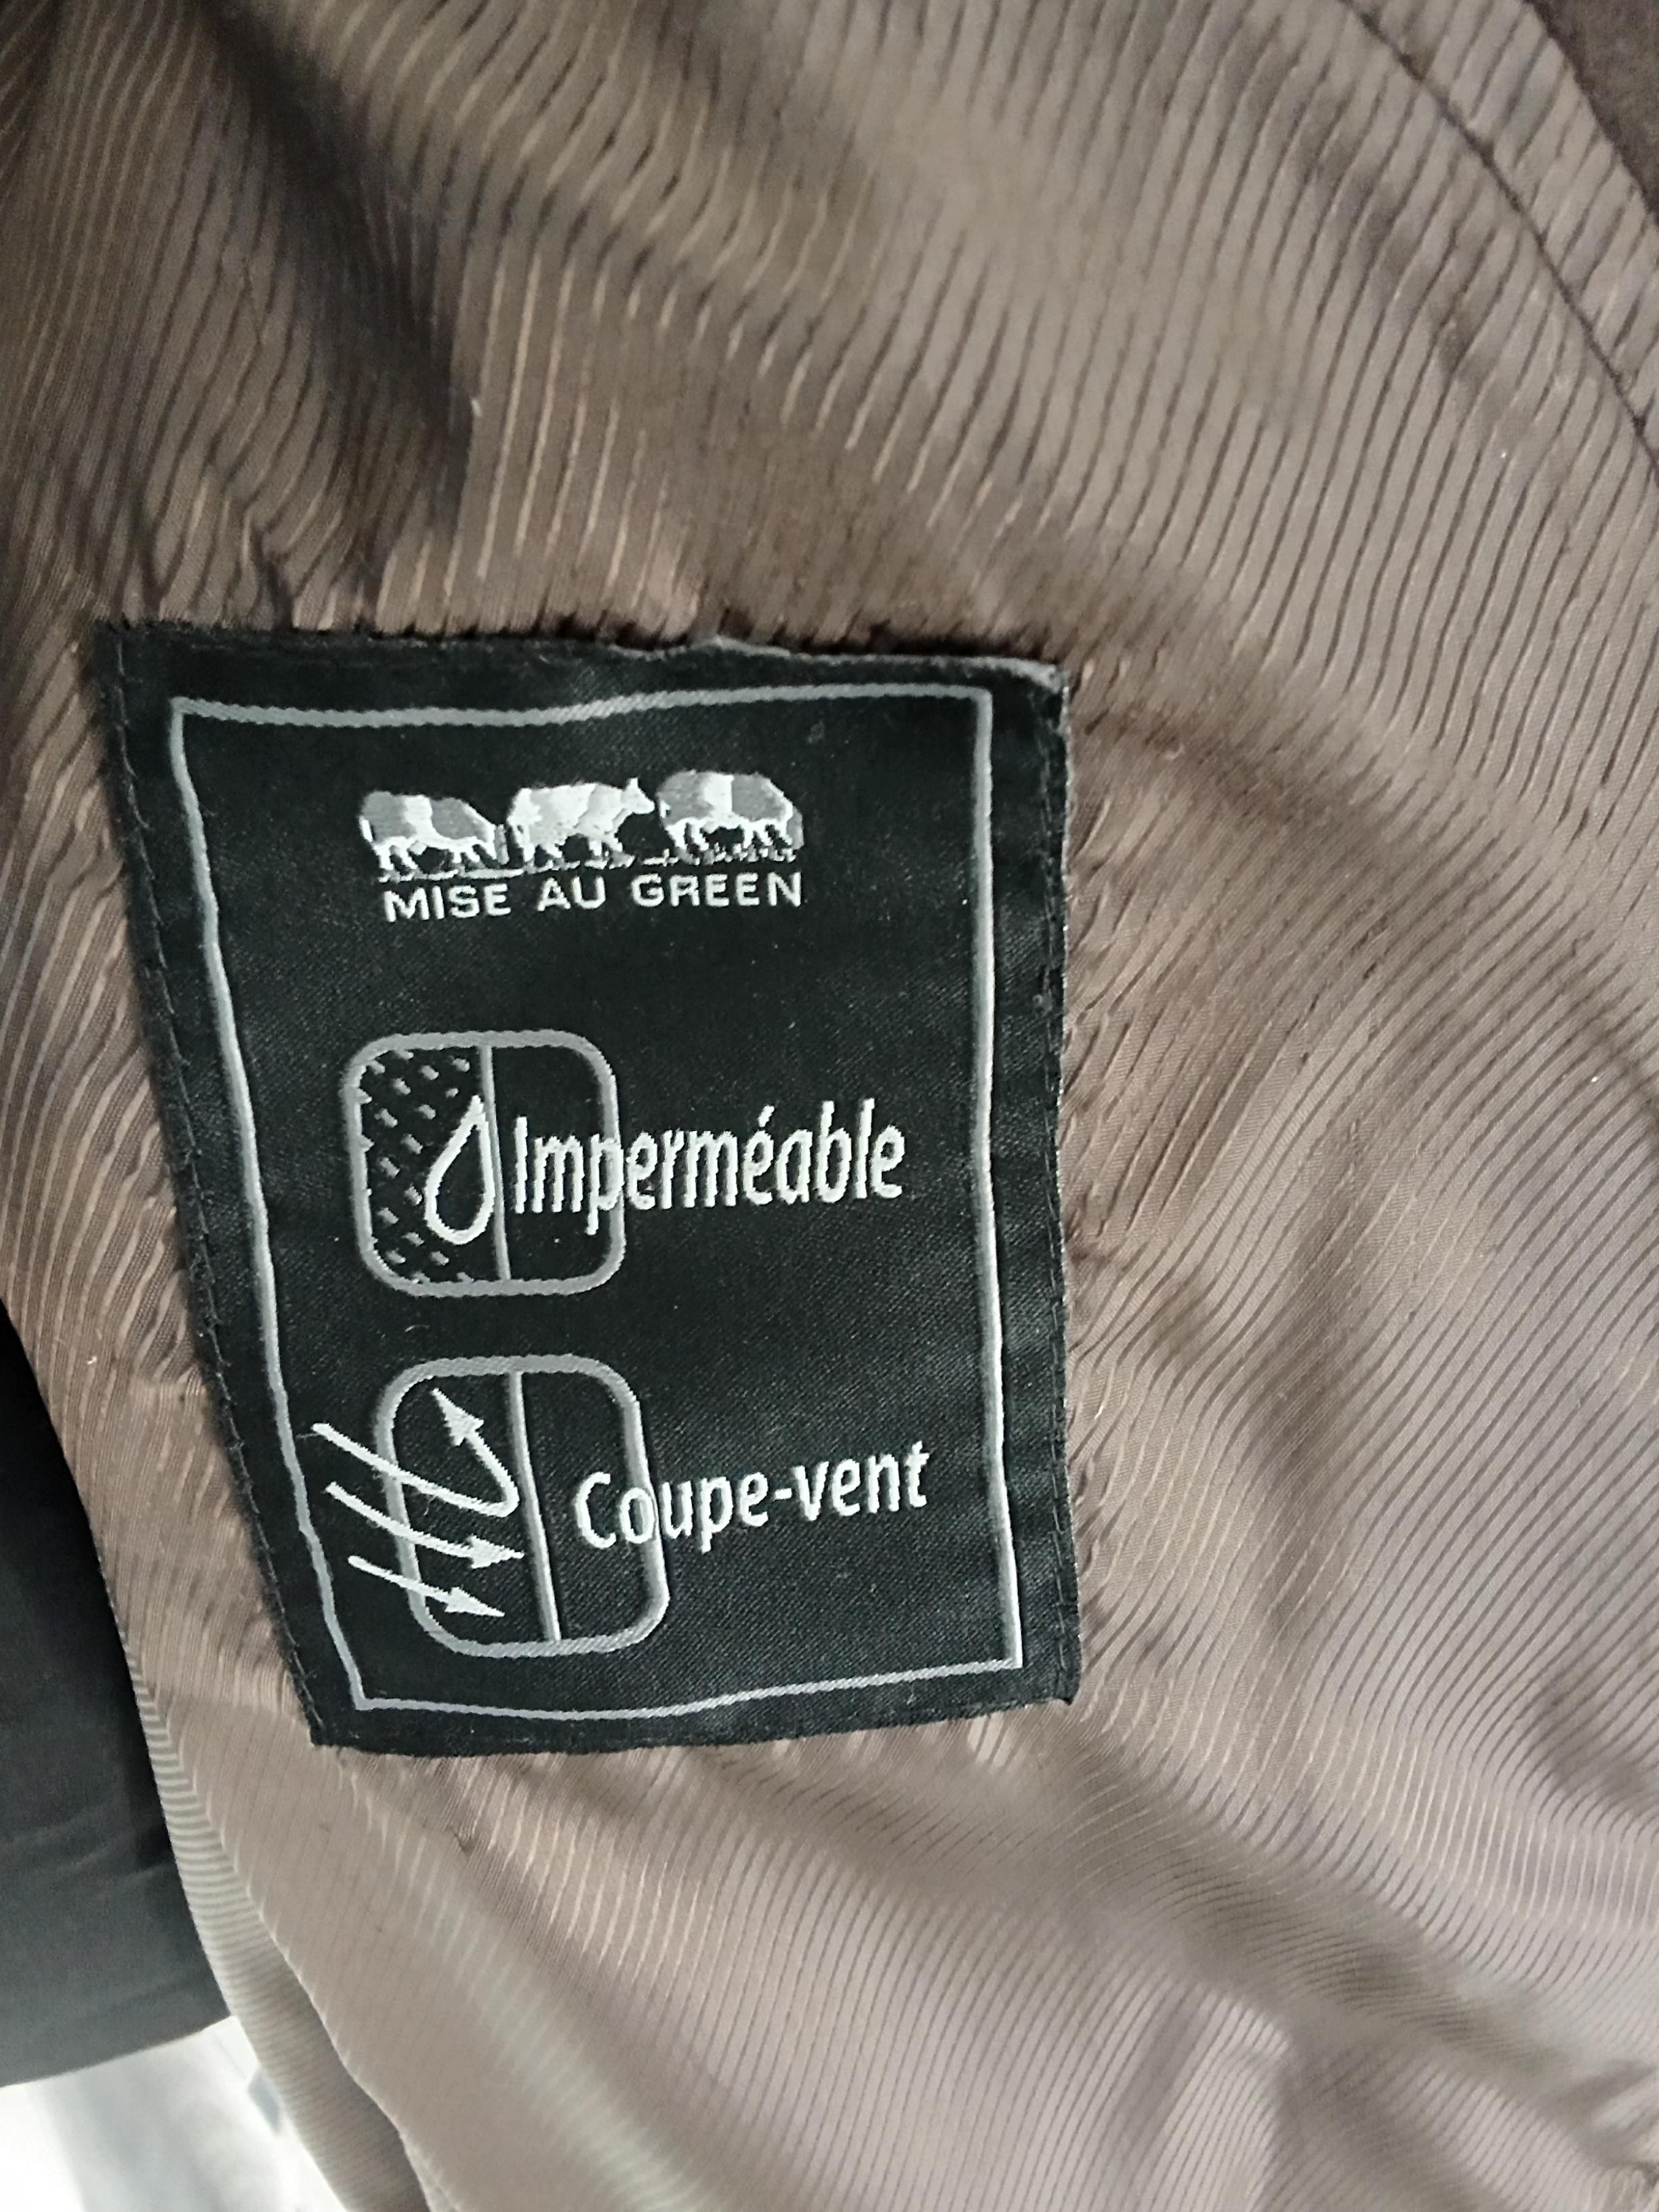 MISE AU GREEN
Imperméable
Coupe-vent